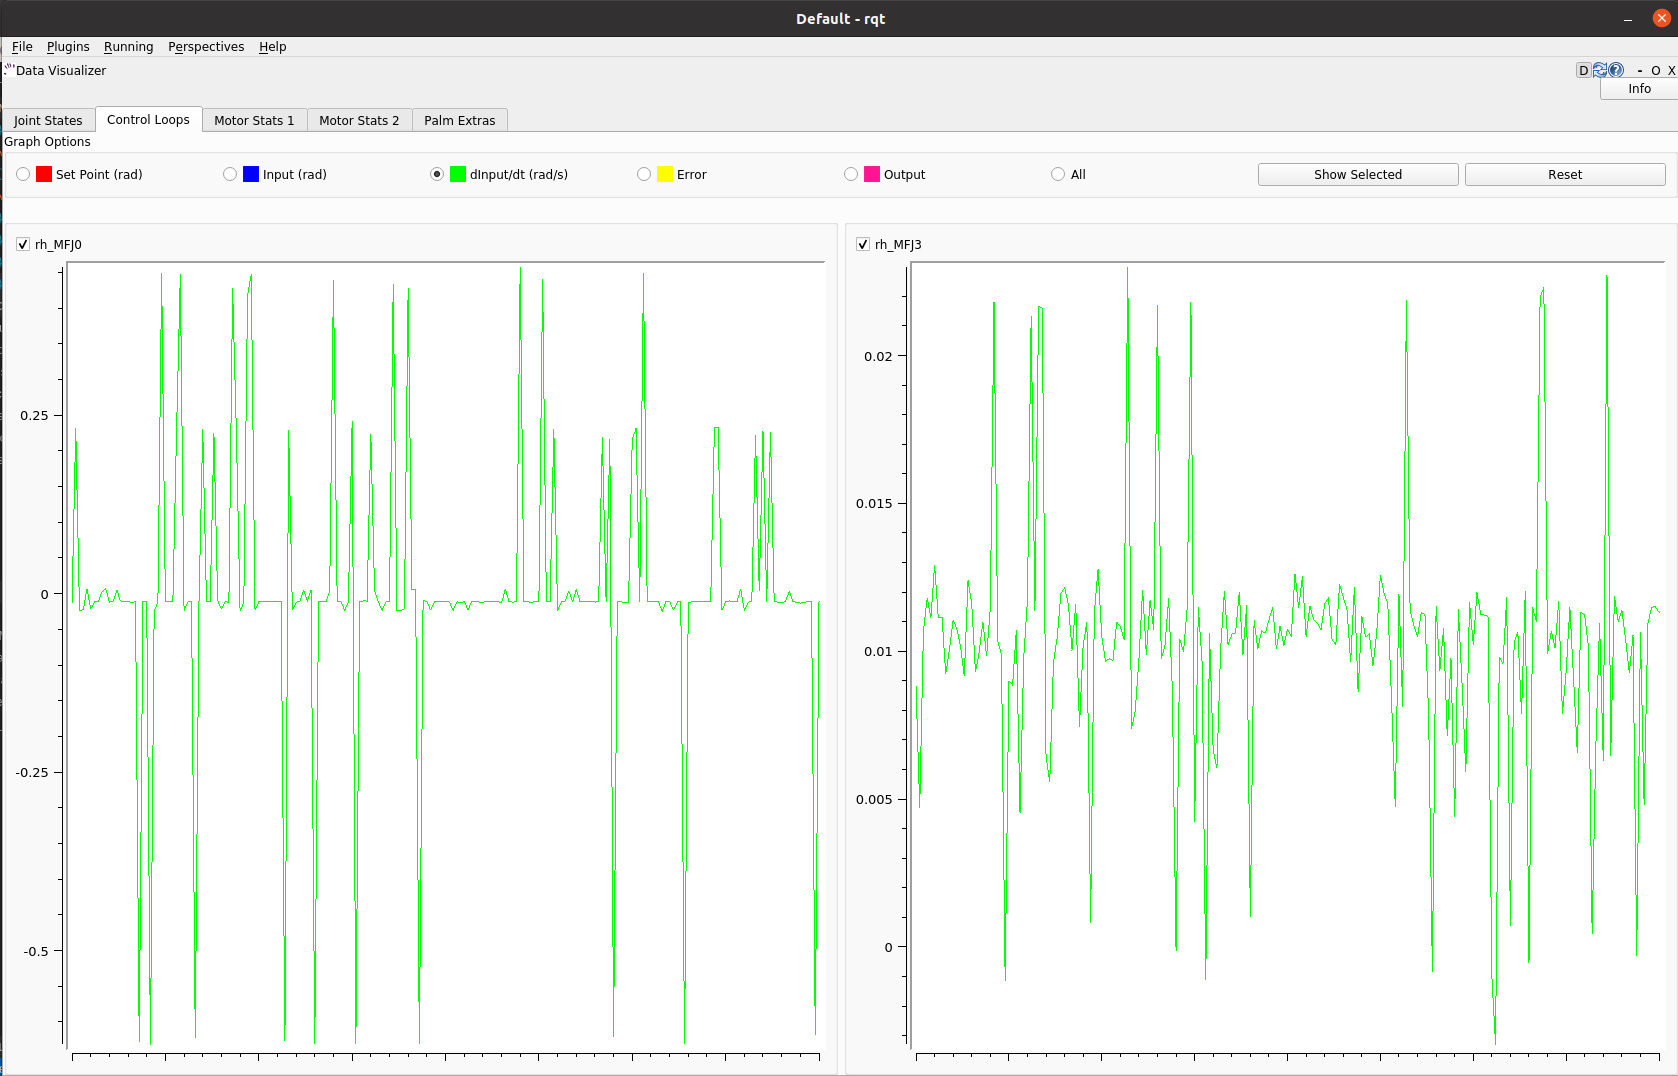 Default - rqt
File Plugins Running Perspectives Help
Data Visualizer
D ? - O X
Info
Joint States Control Loops Motor Stats 1 Motor Stats 2 Palm Extras
Graph Options
Set Point (rad) Input (rad) dInput/dt (rad/s) Error Output All Show Selected Reset
rh_MFJ0
0.25
0
-0.25
-0.5
rh_MFJ3
0.02
0.015
0.01
0.005
0